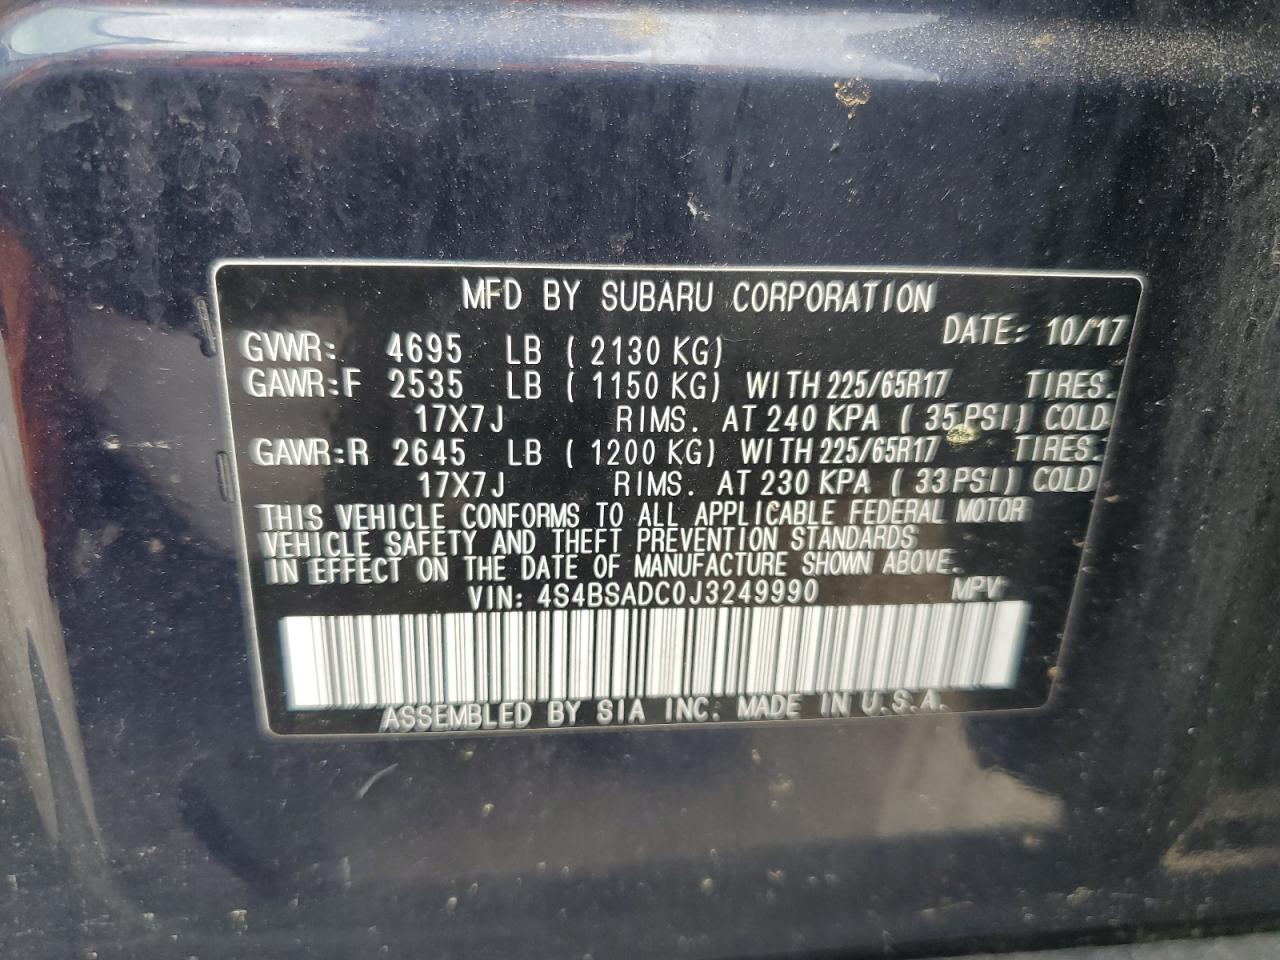 MFD BY SUBARU CORPORATION
DATE: 10/17
GVWR: 4695 LB ( 2130 KG)
GAWR:F 2535 LB ( 1150 KG) WITH 225/65R17 TIRES.
17X7J RIMS. AT 240 KPA ( 35 PSI) COLD
GAWR:R 2645 LB ( 1200 KG) WITH 225/65R17 TIRES.
17X7J RIMS. AT 230 KPA ( 33 PSI) COLD
THIS VEHICLE CONFORMS TO ALL APPLICABLE FEDERAL MOTOR
VEHICLE SAFETY AND THEFT PREVENTION STANDARDS
IN EFFECT ON THE DATE OF MANUFACTURE SHOWN ABOVE.
VIN: 4S4BSADC0J3249990 MPV
ASSEMBLED BY SIA INC. MADE IN U.S.A.